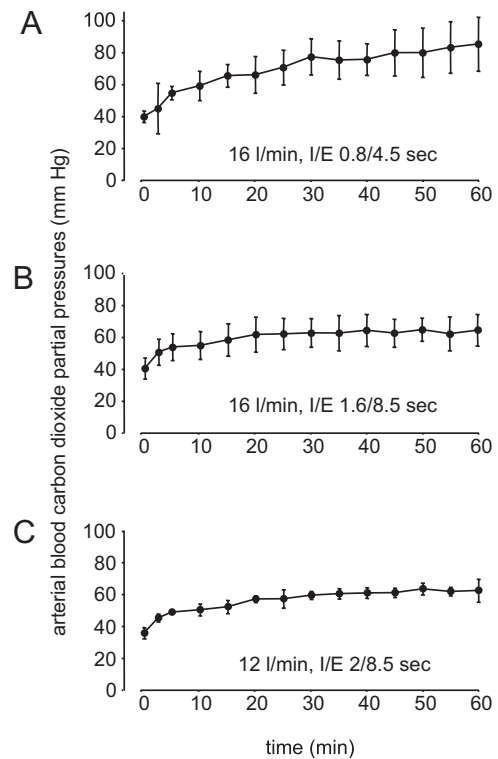 A
100
80
60
40
20
0
16 l/min, I/E 0.8/4.5 sec
0 10 20 30 40 50 60
arterial blood carbon dioxide partial pressures (mm Hg)
B
100
80
60
40
20
0
16 l/min, I/E 1.6/8.5 sec
0 10 20 30 40 50 60
C
100
80
60
40
20
0
12 l/min, I/E 2/8.5 sec
0 10 20 30 40 50 60
time (min)